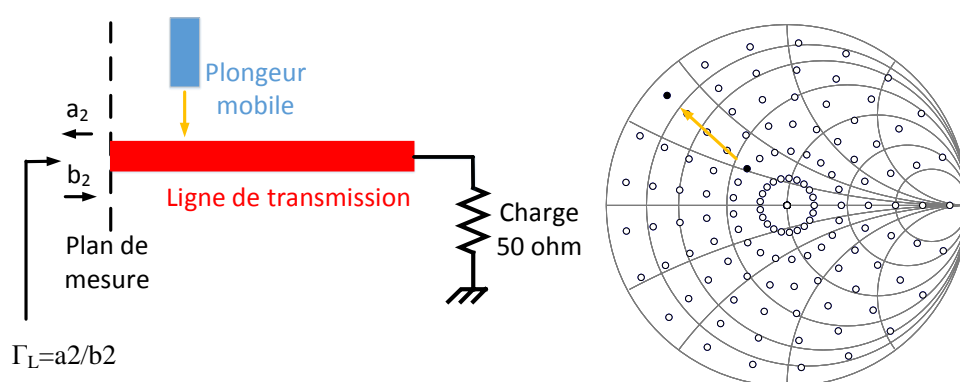 Plongeur
mobile
a2
b2
Ligne de transmission
Charge
50 ohm
Plan de
mesure
ΓL=a2/b2